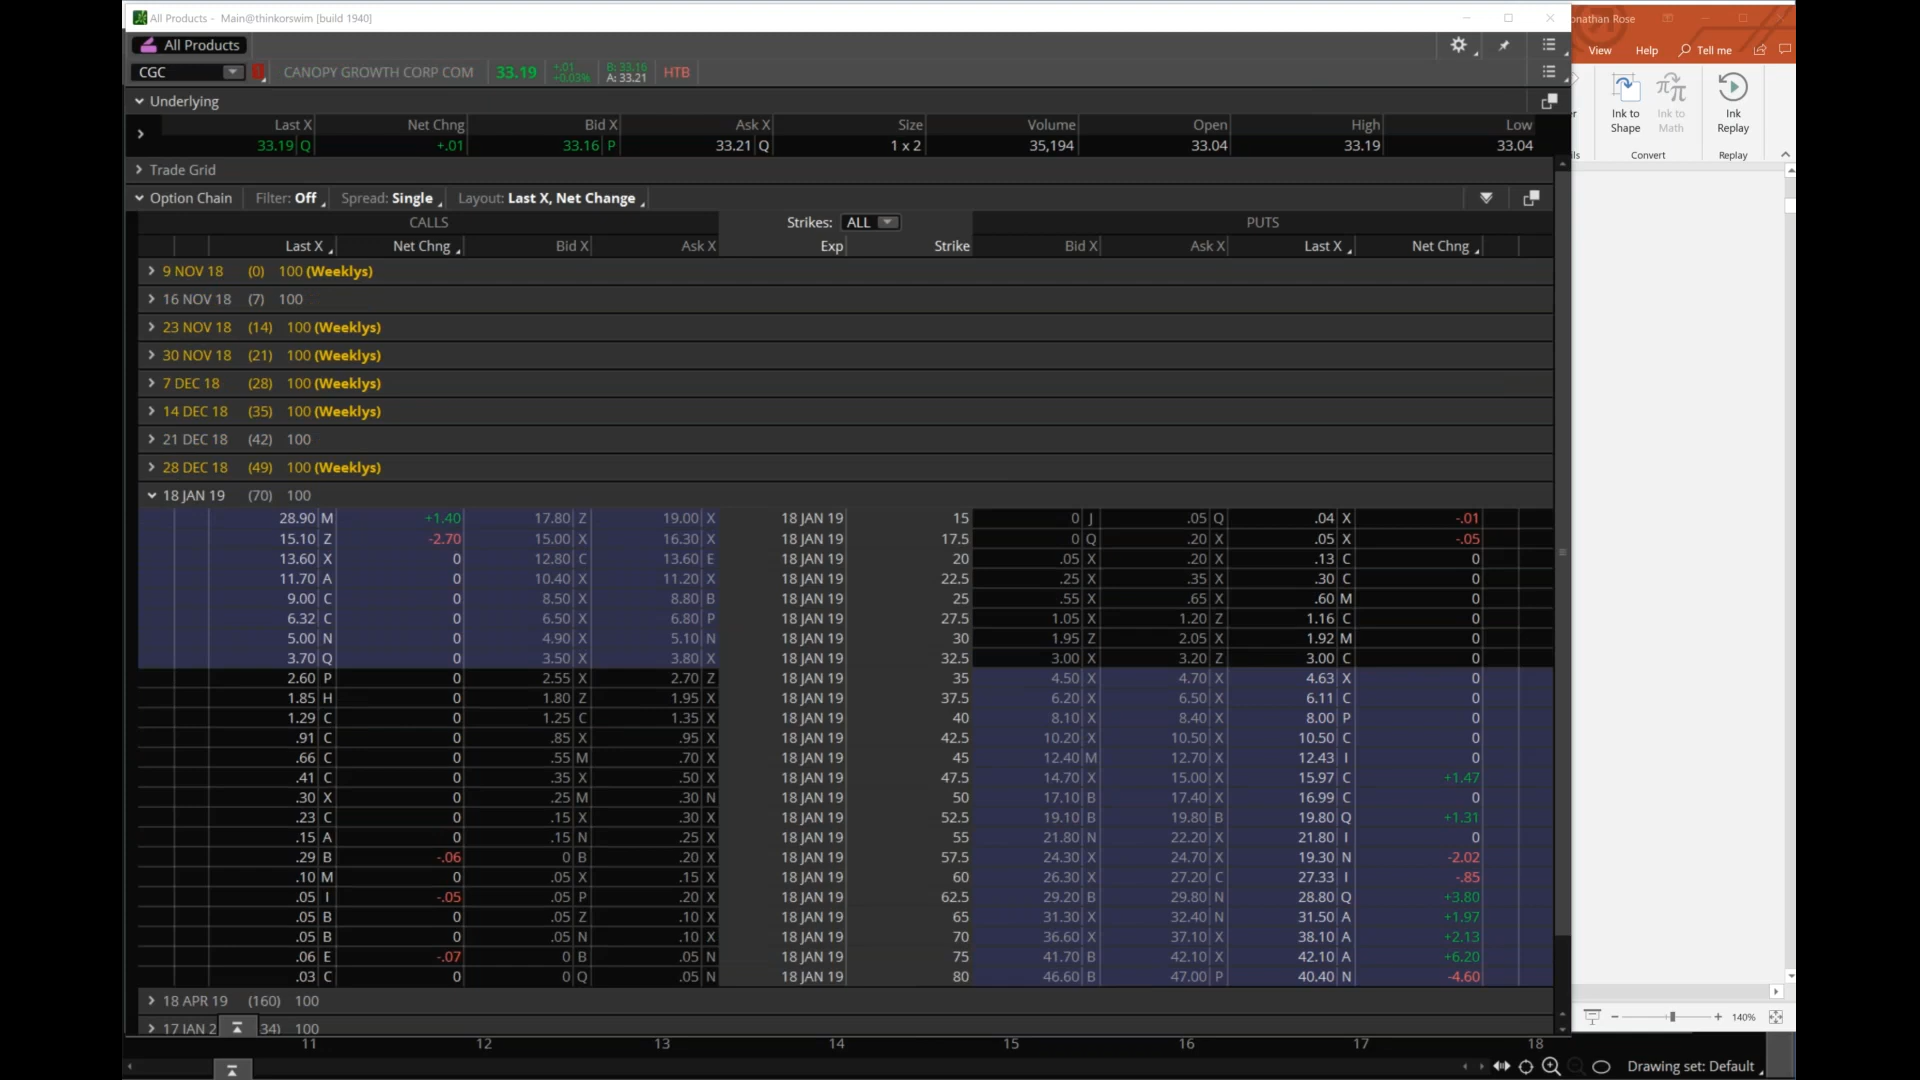 All Products - Main@thinkorswim [build 1940]
onathan Rose
All Products
View Help Tell me
CGC CANOPY GROWTH CORP COM 33.19 +.01 +0.03% B: 33.16 A: 33.21 HTB
Underlying
Last X Net Chng Bid X Ask X Size Volume Open High Low
33.19 Q +.01 33.16 P 33.21 Q 1 x 2 35,194 33.04 33.19 33.04
Ink to Shape
Ink to Math
Ink Replay
Convert Replay
Trade Grid
Option Chain Filter: Off Spread: Single Layout: Last X, Net Change
CALLS Strikes: ALL PUTS
Last X Net Chng Bid X Ask X Exp Strike Bid X Ask X Last X Net Chng
9 NOV 18 (0) 100 (Weeklys)
16 NOV 18 (7) 100
23 NOV 18 (14) 100 (Weeklys)
30 NOV 18 (21) 100 (Weeklys)
7 DEC 18 (28) 100 (Weeklys)
14 DEC 18 (35) 100 (Weeklys)
21 DEC 18 (42) 100
28 DEC 18 (49) 100 (Weeklys)
18 JAN 19 (70) 100
28.90 M +1.40 17.80 Z 19.00 X 18 JAN 19 15 0 J .05 Q .04 X -.01
15.10 Z -2.70 15.00 X 16.30 X 18 JAN 19 17.5 0 Q .20 X .05 X -.05
13.60 X 0 12.80 C 13.60 E 18 JAN 19 20 .05 X .20 X .13 C 0
11.70 A 0 10.40 X 11.20 X 18 JAN 19 22.5 .25 X .35 X .30 C 0
9.00 C 0 8.50 X 8.80 B 18 JAN 19 25 .55 X .65 X .60 M 0
6.32 C 0 6.50 X 6.80 P 18 JAN 19 27.5 1.05 X 1.20 Z 1.16 C 0
5.00 N 0 4.90 X 5.10 N 18 JAN 19 30 1.95 Z 2.05 X 1.92 M 0
3.70 Q 0 3.50 X 3.80 X 18 JAN 19 32.5 3.00 X 3.20 Z 3.00 C 0
2.60 P 0 2.55 X 2.70 Z 18 JAN 19 35 4.50 X 4.70 X 4.63 X 0
1.85 H 0 1.80 Z 1.95 X 18 JAN 19 37.5 6.20 X 6.50 X 6.11 C 0
1.29 C 0 1.25 C 1.35 X 18 JAN 19 40 8.10 X 8.40 X 8.00 P 0
.91 C 0 .85 X .95 X 18 JAN 19 42.5 10.20 X 10.50 X 10.50 C 0
.66 C 0 .55 M .70 X 18 JAN 19 45 12.40 M 12.70 X 12.43 I 0
.41 C 0 .35 X .50 X 18 JAN 19 47.5 14.70 X 15.00 X 15.97 C +1.47
.30 X 0 .25 M .30 N 18 JAN 19 50 17.10 B 17.40 X 16.99 C 0
.23 C 0 .15 X .30 X 18 JAN 19 52.5 19.10 B 19.80 B 19.80 Q +1.31
.15 A 0 .15 N .25 X 18 JAN 19 55 21.80 N 22.20 X 21.80 I 0
.29 B -.06 0 B .20 X 18 JAN 19 57.5 24.30 X 24.70 X 19.30 N -2.02
.10 M 0 .05 X .15 X 18 JAN 19 60 26.30 X 27.20 C 27.33 I -.85
.05 I -.05 .05 P .20 X 18 JAN 19 62.5 29.20 B 29.80 N 28.80 Q +3.80
.05 B 0 .05 Z .10 X 18 JAN 19 65 31.30 X 32.40 N 31.50 A +1.97
.05 B 0 .05 N .10 X 18 JAN 19 70 36.60 X 37.10 X 38.10 A +2.13
.06 E -.07 0 B .05 N 18 JAN 19 75 41.70 B 42.10 X 42.10 A +6.20
.03 C 0 0 Q .05 N 18 JAN 19 80 46.60 B 47.00 P 40.40 N -4.60
18 APR 19 (160) 100
17 JAN 2 34) 100
140%
11 12 13 14 15 16 17 18
Drawing set: Default